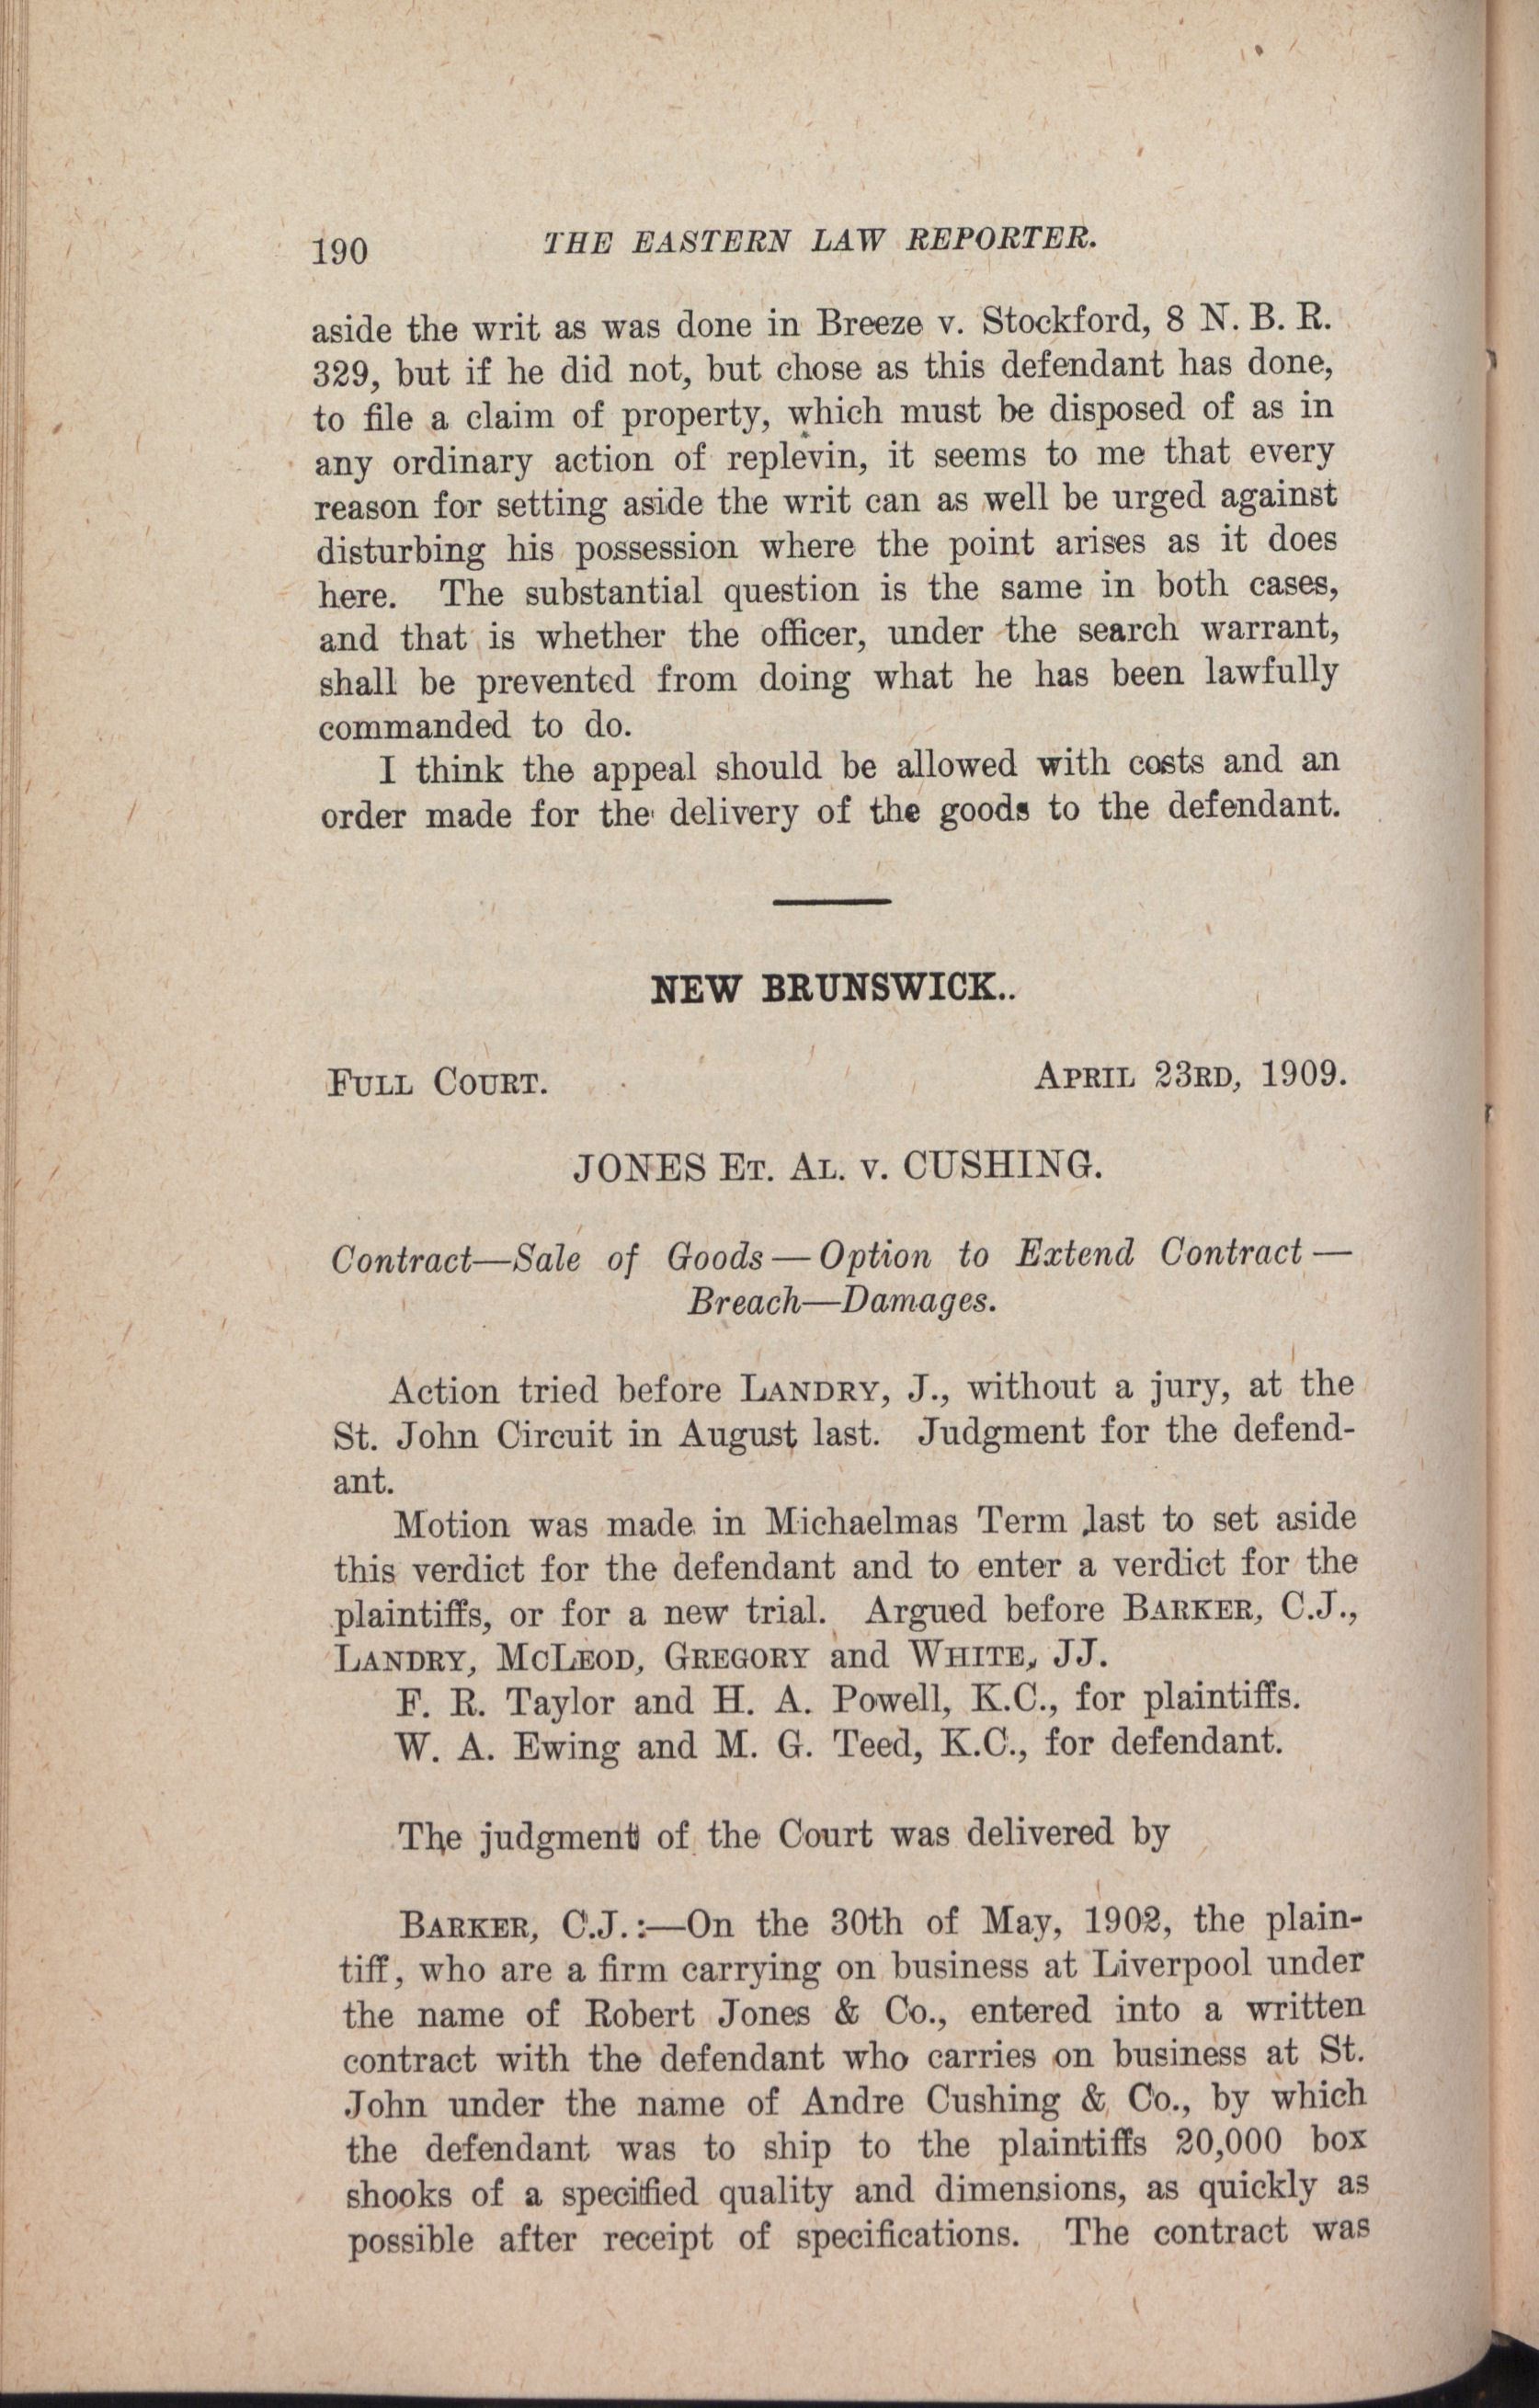 190 THE EASTERN LAW REPORTER.
aside the writ as was done in Breeze v. Stockford, 8 N. B. R.
329, but if he did not, but chose as this defendant has done,
to file a claim of property, which must be disposed of as in
any ordinary action of replevin, it seems to me that every
reason for setting aside the writ can as well be urged against
disturbing his possession where the point arises as it does
here. The substantial question is the same in both cases,
and that is whether the officer, under the search warrant,
shall be prevented from doing what he has been lawfully
commanded to do.
I think the appeal should be allowed with costs and an
order made for the delivery of the goods to the defendant.
NEW BRUNSWICK..
FULL COURT. APRIL 23RD, 1909.
JONES ET. AL. v. CUSHING.
Contract—Sale of Goods — Option to Extend Contract —
Breach—Damages.
Action tried before LANDRY, J., without a jury, at the
St. John Circuit in August last. Judgment for the defend-
ant.
Motion was made in Michaelmas Term last to set aside
this verdict for the defendant and to enter a verdict for the
plaintiffs, or for a new trial. Argued before BARKER, C.J.,
LANDRY, MCLEOD, GREGORY and WHITE, JJ.
F. R. Taylor and H. A. Powell, K.C., for plaintiffs.
W. A. Ewing and M. G. Teed, K.C., for defendant.
The judgment of the Court was delivered by
BARKER, C.J.:—On the 30th of May, 1902, the plain-
tiff, who are a firm carrying on business at Liverpool under
the name of Robert Jones & Co., entered into a written
contract with the defendant who carries on business at St.
John under the name of Andre Cushing & Co., by which
the defendant was to ship to the plaintiffs 20,000 box
shooks of a specified quality and dimensions, as quickly as
possible after receipt of specifications. The contract was